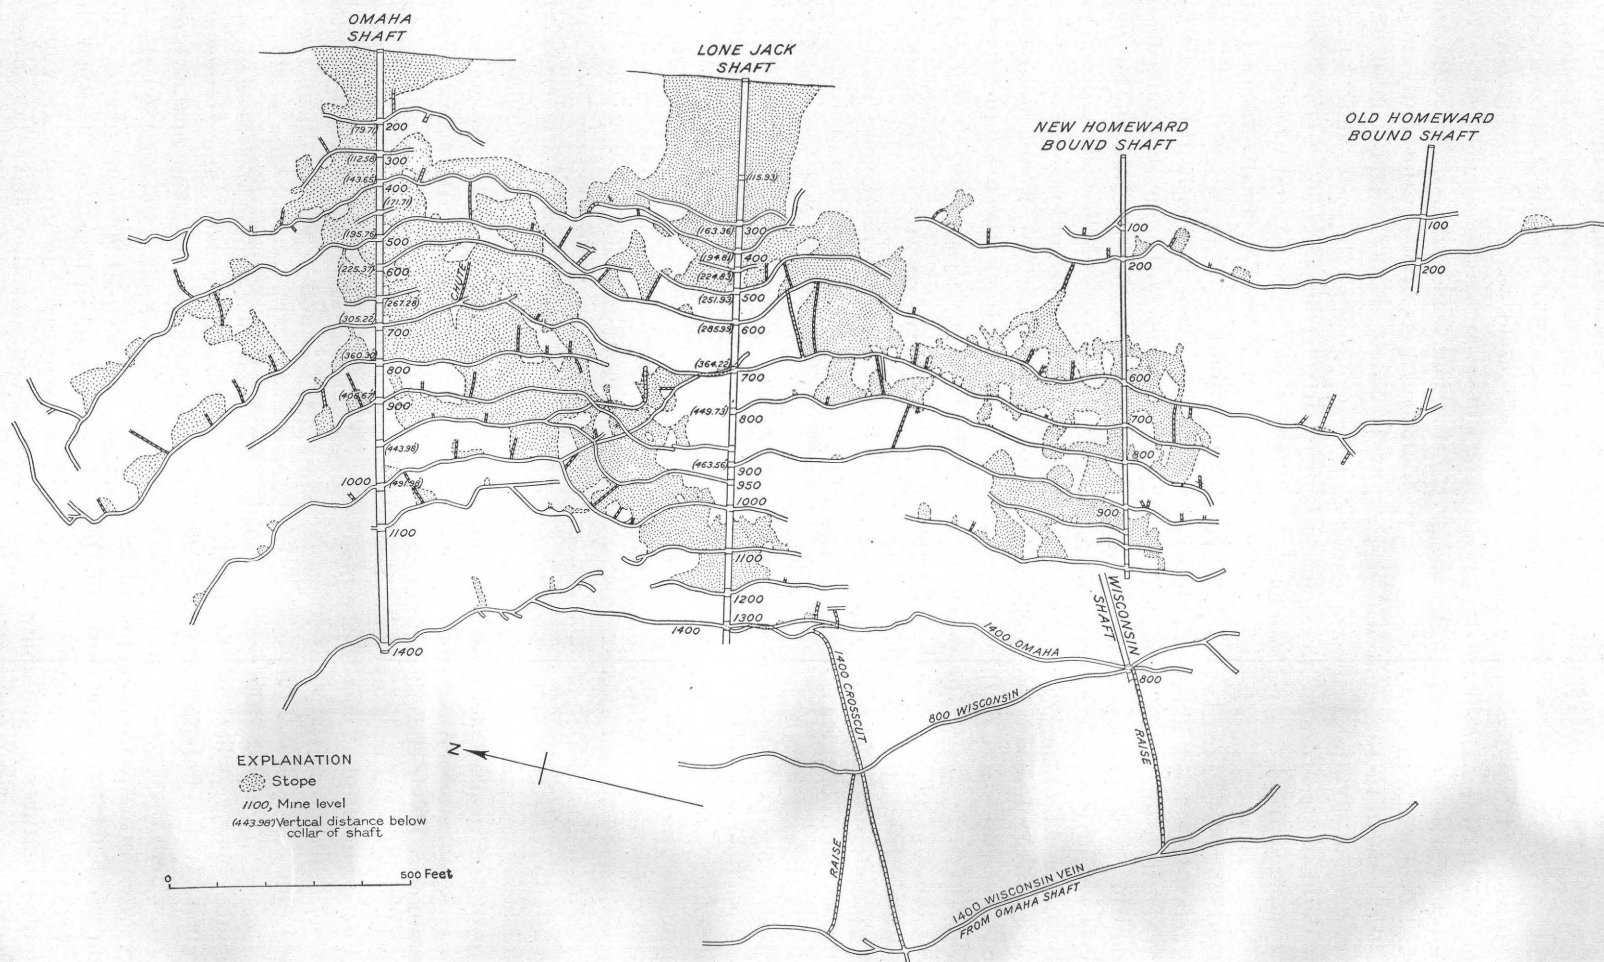 OMAHA
SHAFT
LONE JACK
SHAFT
NEW HOMEWARD
BOUND SHAFT
OLD HOMEWARD
BOUND SHAFT
(79.71)
200
(112.58)
300
(143.65)
400
(171.71)
(195.76)
500
(225.37)
600
CHUTE
(267.28)
(305.22)
700
(360.30)
800
(406.67)
900
(443.98)
1000
(491.98)
1100
1400
(115.93)
(163.36)
300
(194.81)
400
(224.83)
(251.93)
500
(285.99)
600
(364.22)
700
(449.73)
800
(463.56)
900
950
1000
1100
1200
1300
1400
100
200
600
700
800
900
100
200
WISCONSIN
SHAFT
1400 OMAHA
800
1400 CROSSCUT
800 WISCONSIN
RAISE
RAISE
1400 WISCONSIN VEIN
FROM OMAHA SHAFT
N
EXPLANATION
Stope
1100, Mine level
(443.98) Vertical distance below
collar of shaft
0 500 Feet